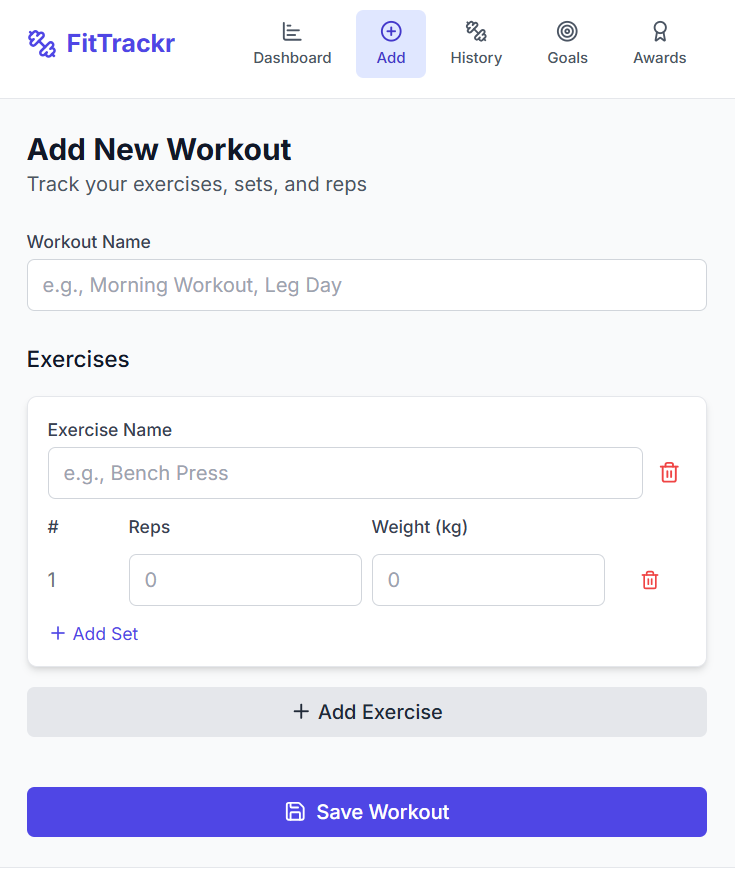 FitTrackr
Dashboard
Add
History
Goals
Awards
Add New Workout
Track your exercises, sets, and reps
Workout Name
e.g., Morning Workout, Leg Day
Exercises
Exercise Name
e.g., Bench Press
# Reps Weight (kg)
1 0 0
+ Add Set
+ Add Exercise
Save Workout